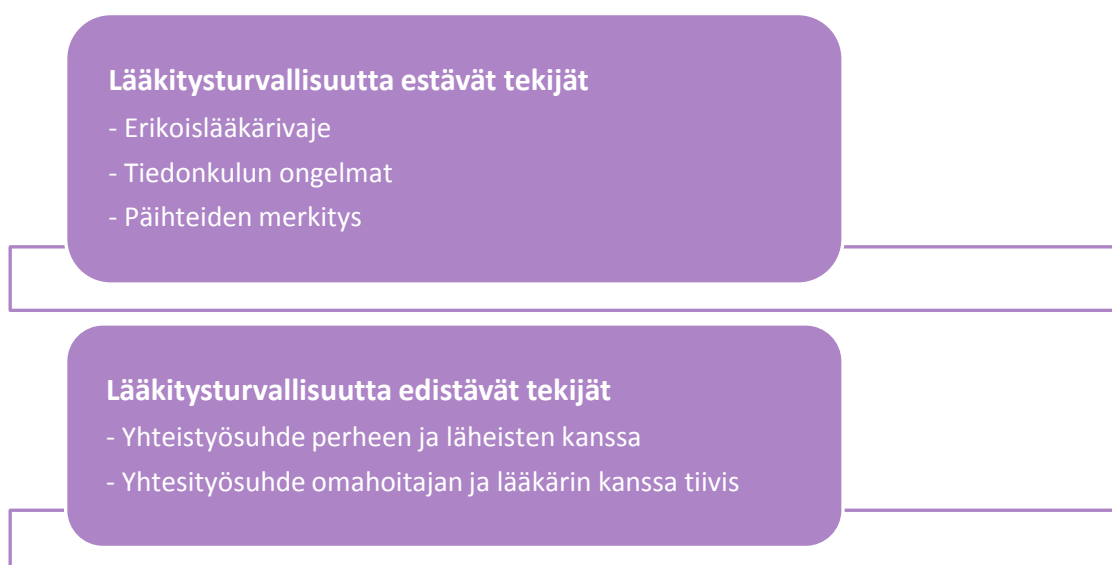 Lääkitysturvallisuutta estävät tekijät
- Erikoislääkärivaje
- Tiedonkulun ongelmat
- Päihteiden merkitys
Lääkitysturvallisuutta edistävät tekijät
- Yhteistyösuhde perheen ja läheisten kanssa
- Yhtesityösuhde omahoitajan ja lääkärin kanssa tiivis